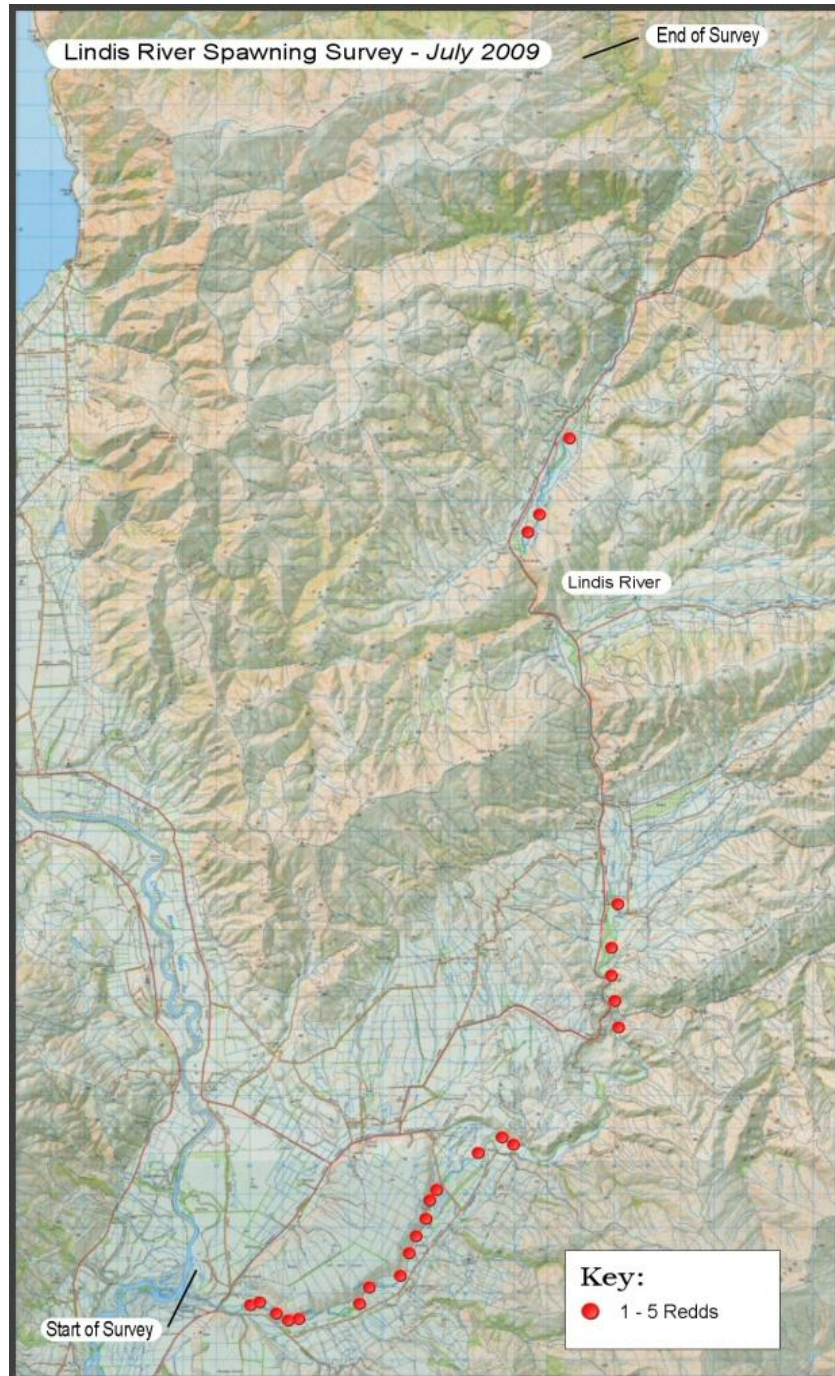 Lindis River Spawning Survey - July 2009
End of Survey
Lindis River
Start of Survey
Key:
1 - 5 Redds